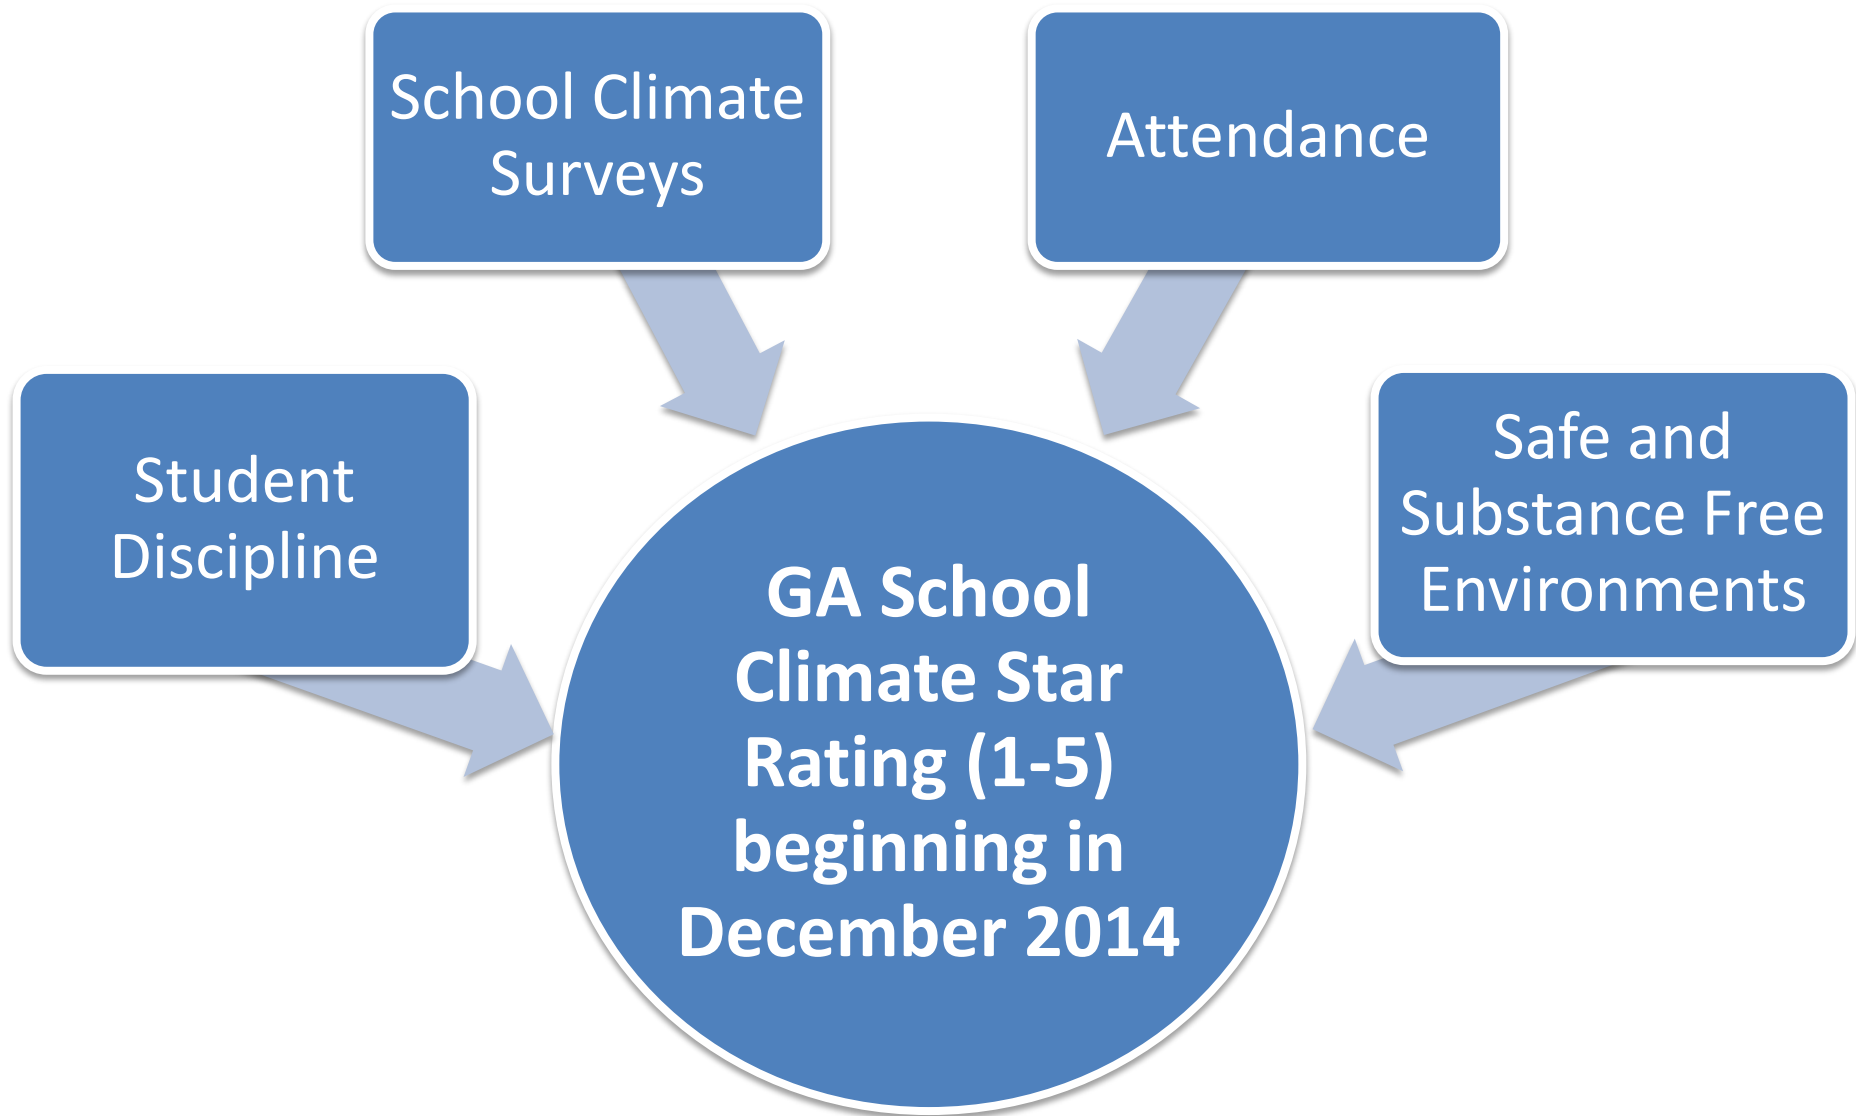 School Climate
Surveys
Attendance
Student
Discipline
Safe and
Substance Free
Environments
GA School
Climate Star
Rating (1-5)
beginning in
December 2014